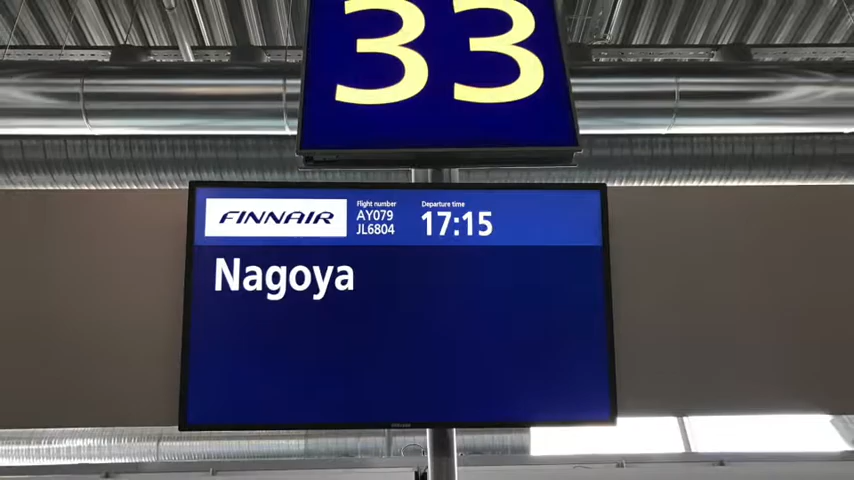 33
FINNAIR
Flight number
AY079
JL6804
Departure time
17:15
Nagoya